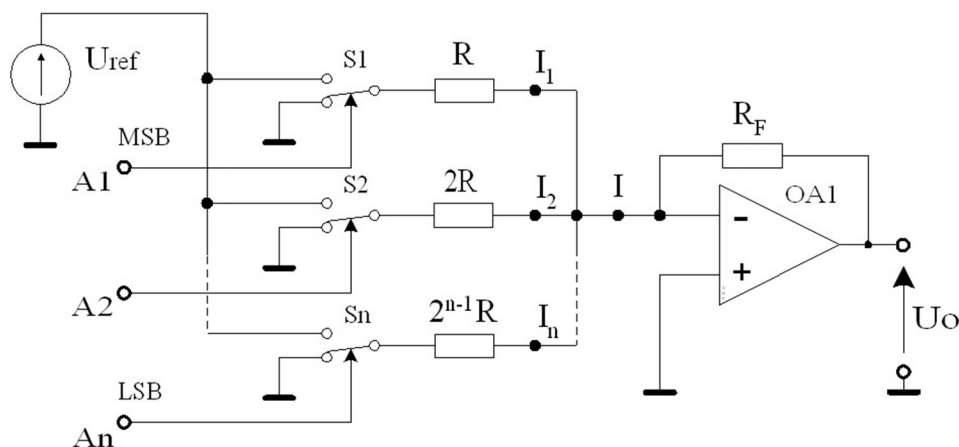 Uref
S1
R
I1
MSB
A1
S2
2R
I2
I
RF
OA1
-
+
A2
Sn
2n-1R
In
Uo
LSB
An